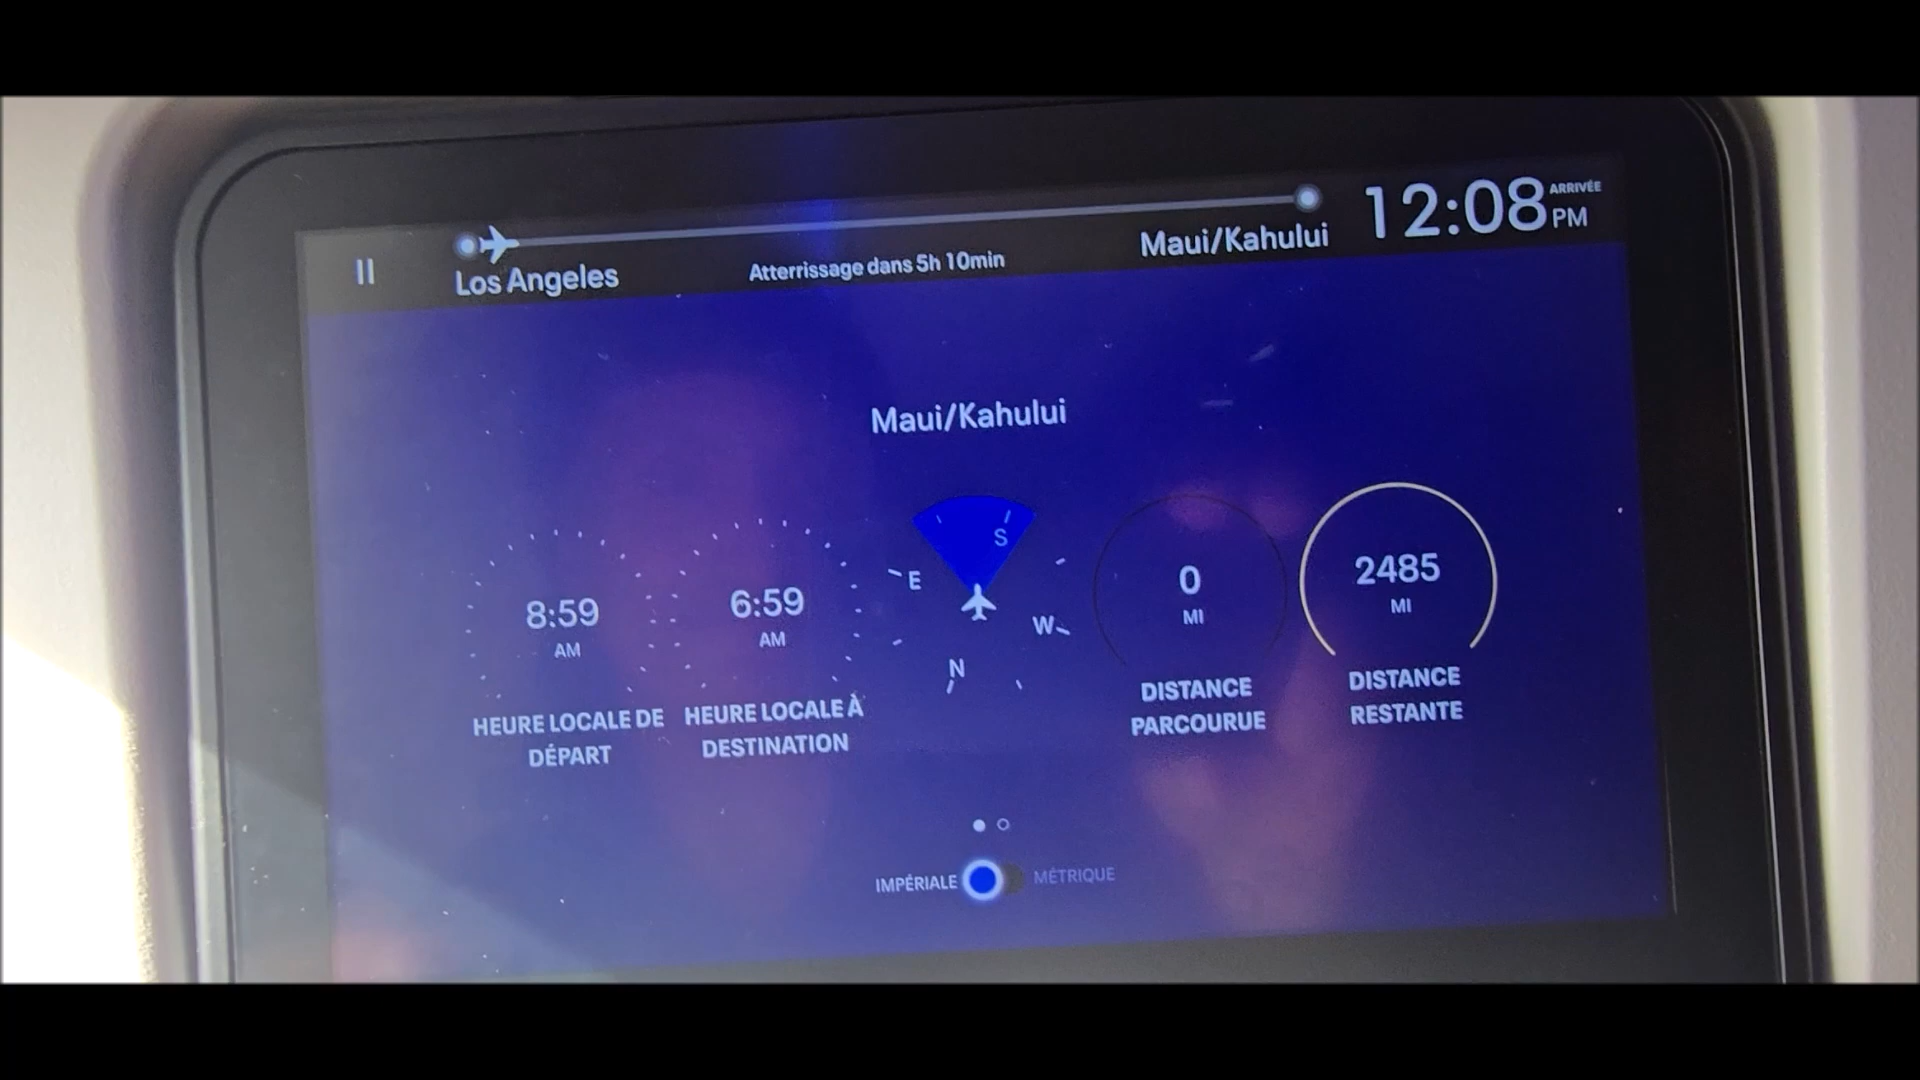 12:08 ARRIVÉE PM
Los Angeles
Atterrissage dans 5h 10min
Maui/Kahului
Maui/Kahului
8:59
AM
HEURE LOCALE DE
DÉPART
6:59
AM
HEURE LOCALE À
DESTINATION
S
E
W
N
0
MI
DISTANCE
PARCOURUE
2485
MI
DISTANCE
RESTANTE
IMPÉRIALE
MÉTRIQUE